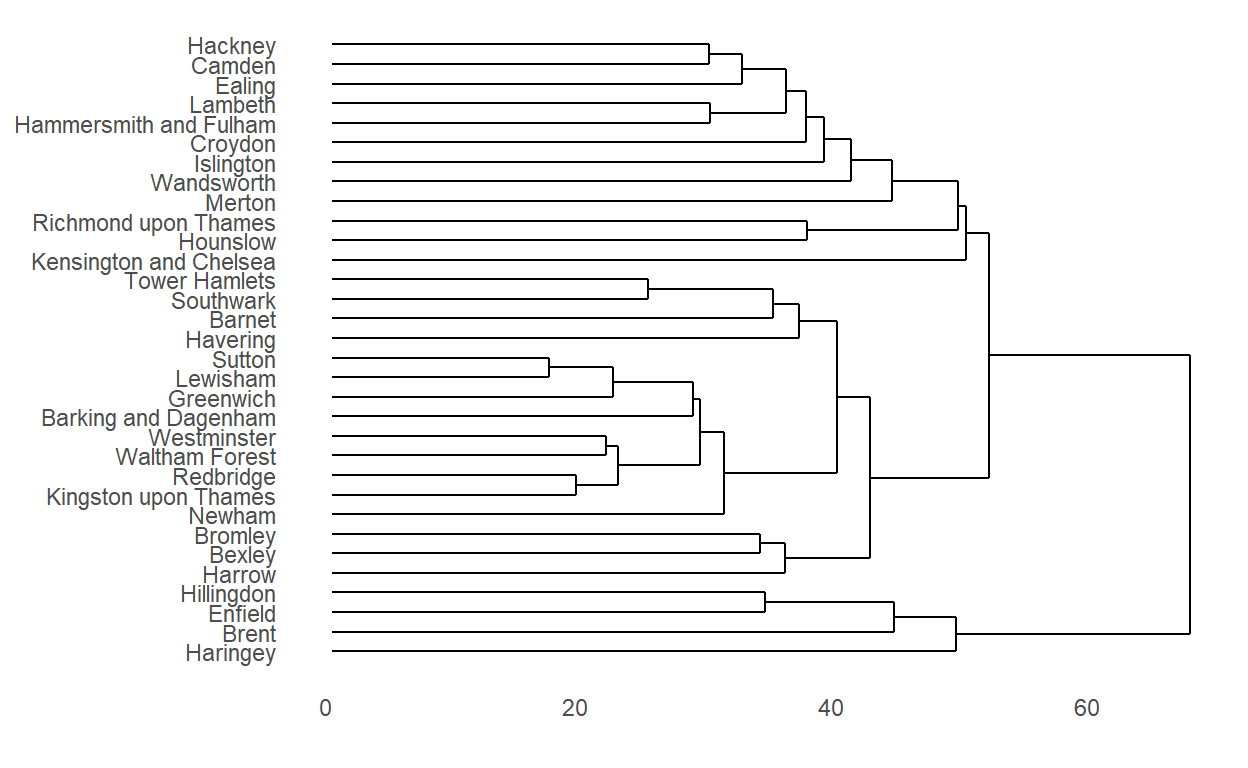 Hackney
Camden
Ealing
Lambeth
Hammersmith and Fulham
Croydon
Islington
Wandsworth
Merton
Richmond upon Thames
Hounslow
Kensington and Chelsea
Tower Hamlets
Southwark
Barnet
Havering
Sutton
Lewisham
Greenwich
Barking and Dagenham
Westminster
Waltham Forest
Redbridge
Kingston upon Thames
Newham
Bromley
Bexley
Harrow
Hillingdon
Enfield
Brent
Haringey
0 20 40 60